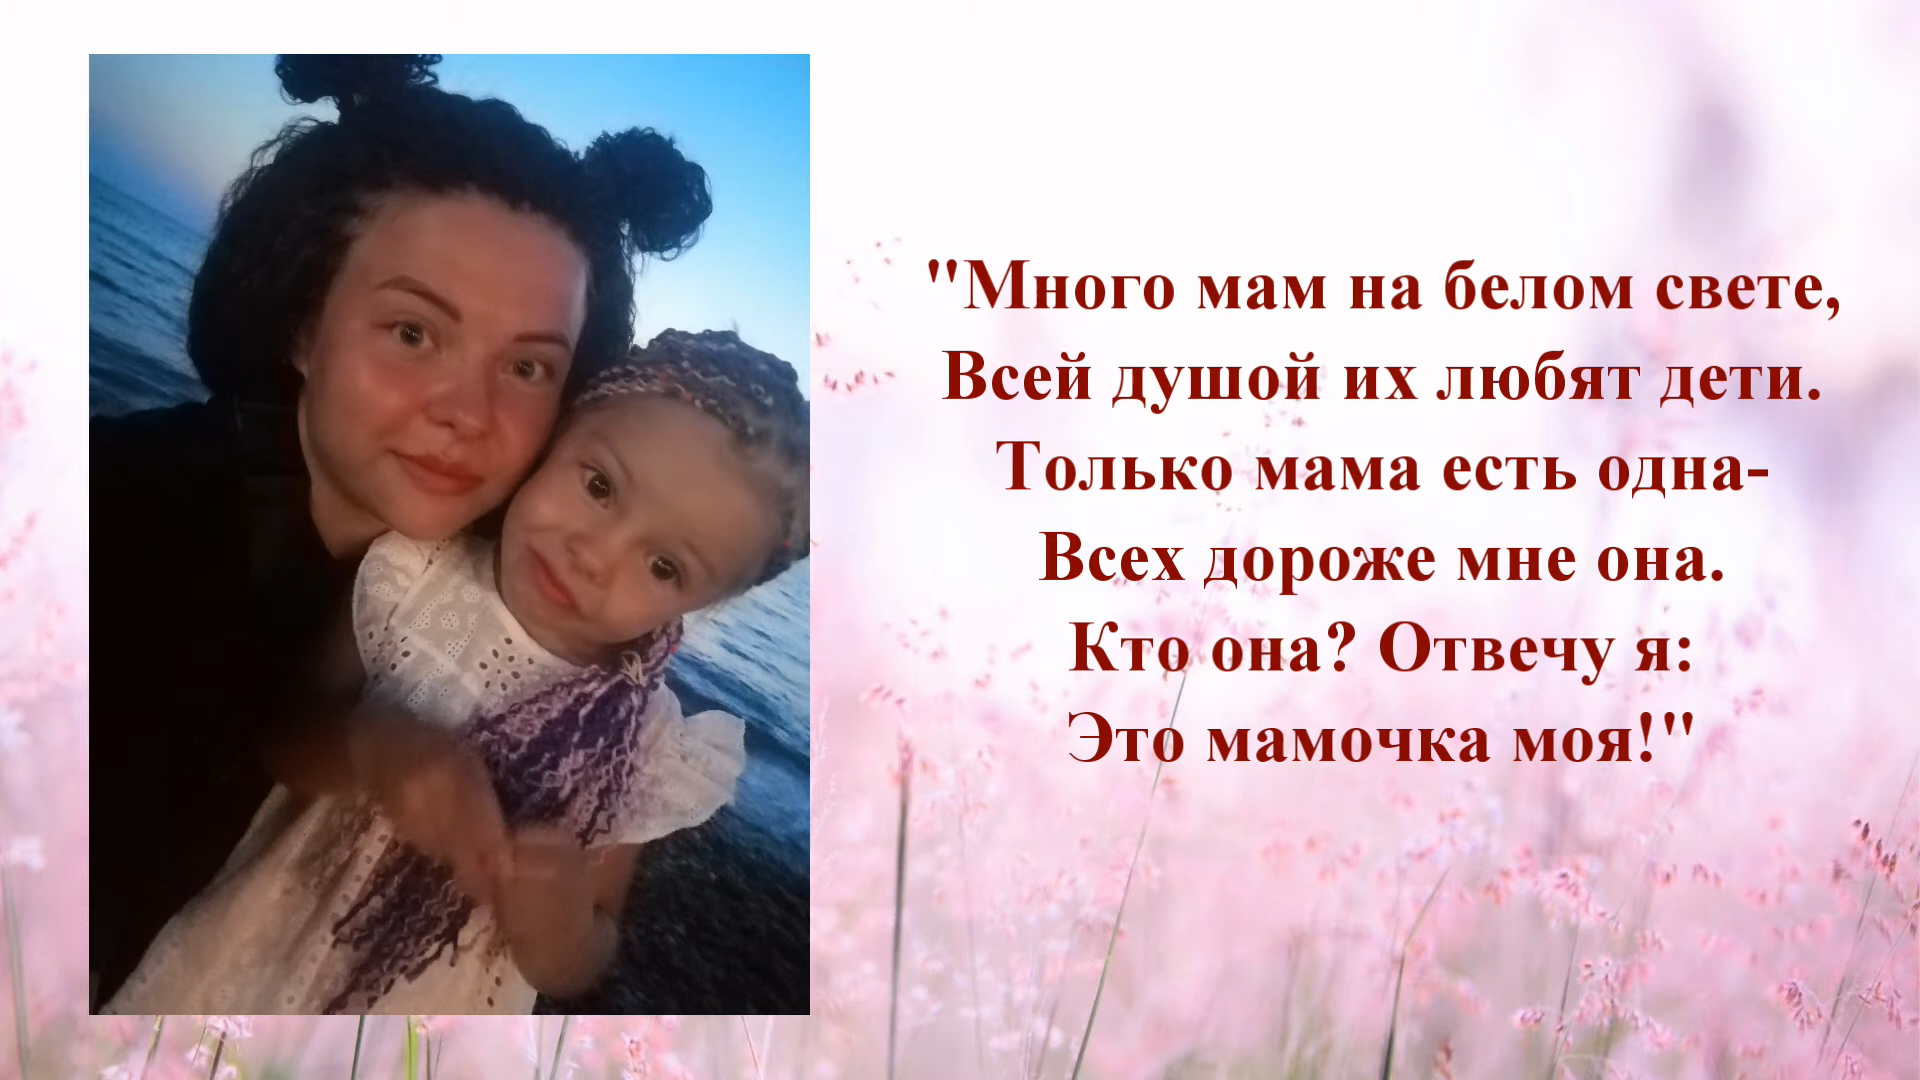 "Много мам на белом свете,
Всей душой их любят дети.
Только мама есть одна-
Всех дороже мне она.
Кто она? Отвечу я:
Это мамочка моя!"